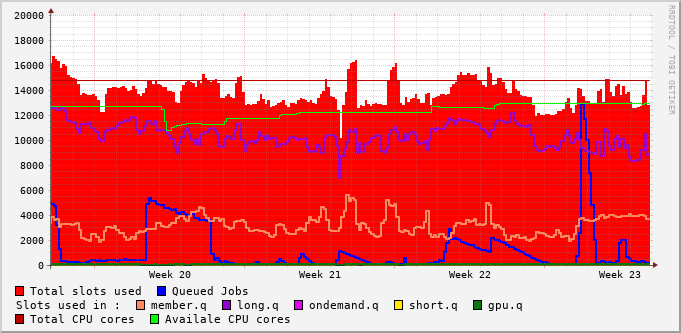 20000
18000
16000
14000
12000
10000
8000
6000
4000
2000
0
Week 20 Week 21 Week 22 Week 23
RRDTOOL / TOBI OETIKER
Total slots used Queued Jobs
Slots used in : member.q long.q ondemand.q short.q gpu.q
Total CPU cores Availale CPU cores